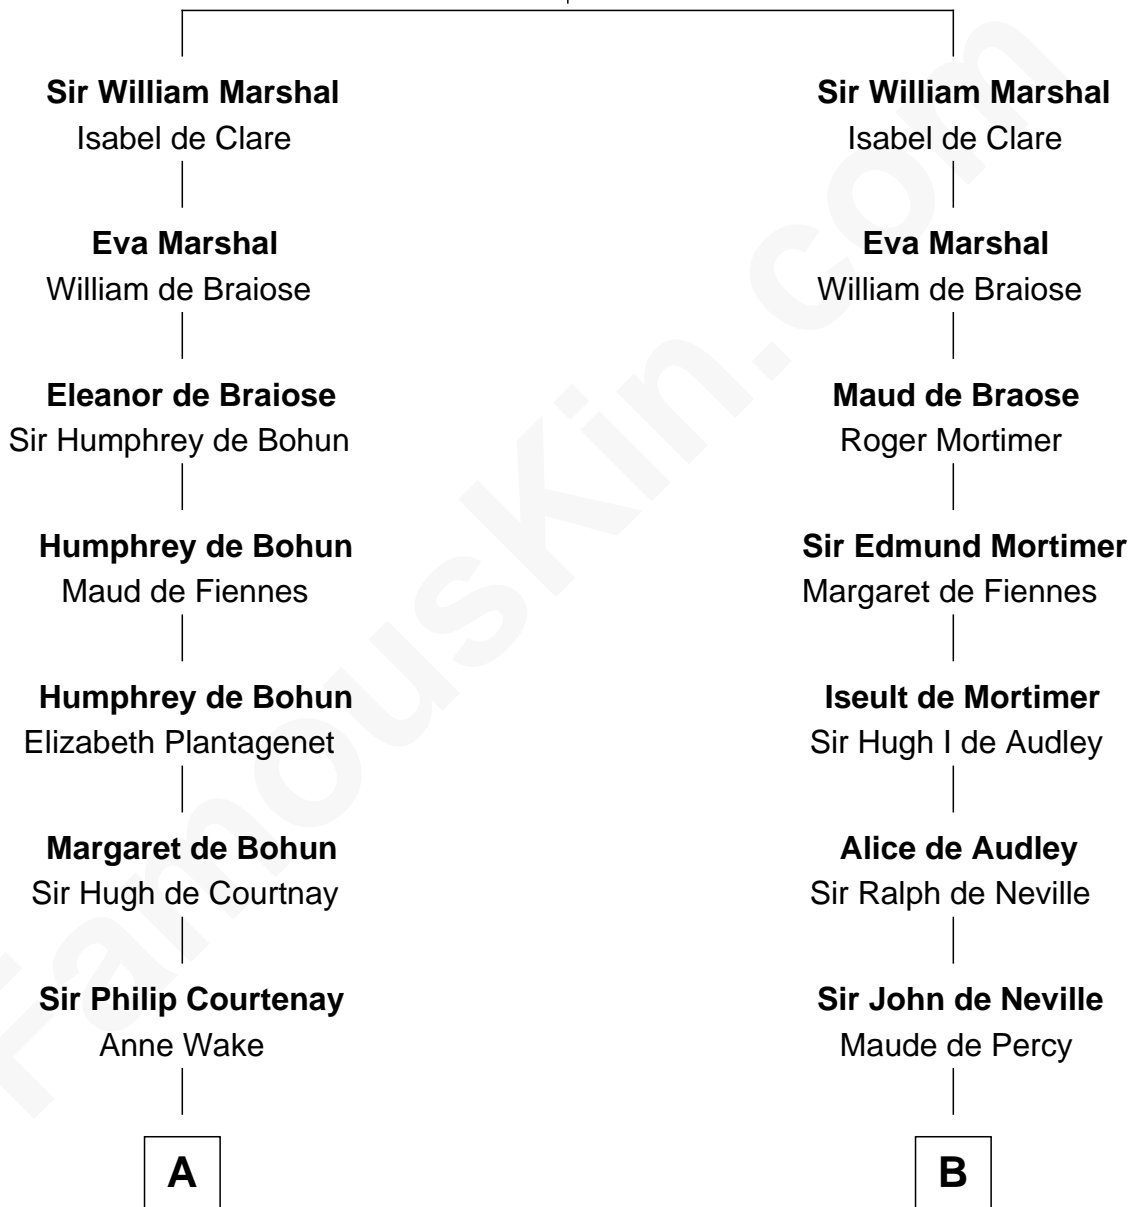 Sir William Marshal
Isabel de Clare
Eva Marshal
William de Braiose
Eleanor de Braiose
Sir Humphrey de Bohun
Humphrey de Bohun
Maud de Fiennes
Humphrey de Bohun
Elizabeth Plantagenet
Margaret de Bohun
Sir Hugh de Courtnay
Sir Philip Courtenay
Anne Wake
A
Sir William Marshal
Isabel de Clare
Eva Marshal
William de Braiose
Maud de Braose
Roger Mortimer
Sir Edmund Mortimer
Margaret de Fiennes
Iseult de Mortimer
Sir Hugh I de Audley
Alice de Audley
Sir Ralph de Neville
Sir John de Neville
Maude de Percy
B
FamousKin.com